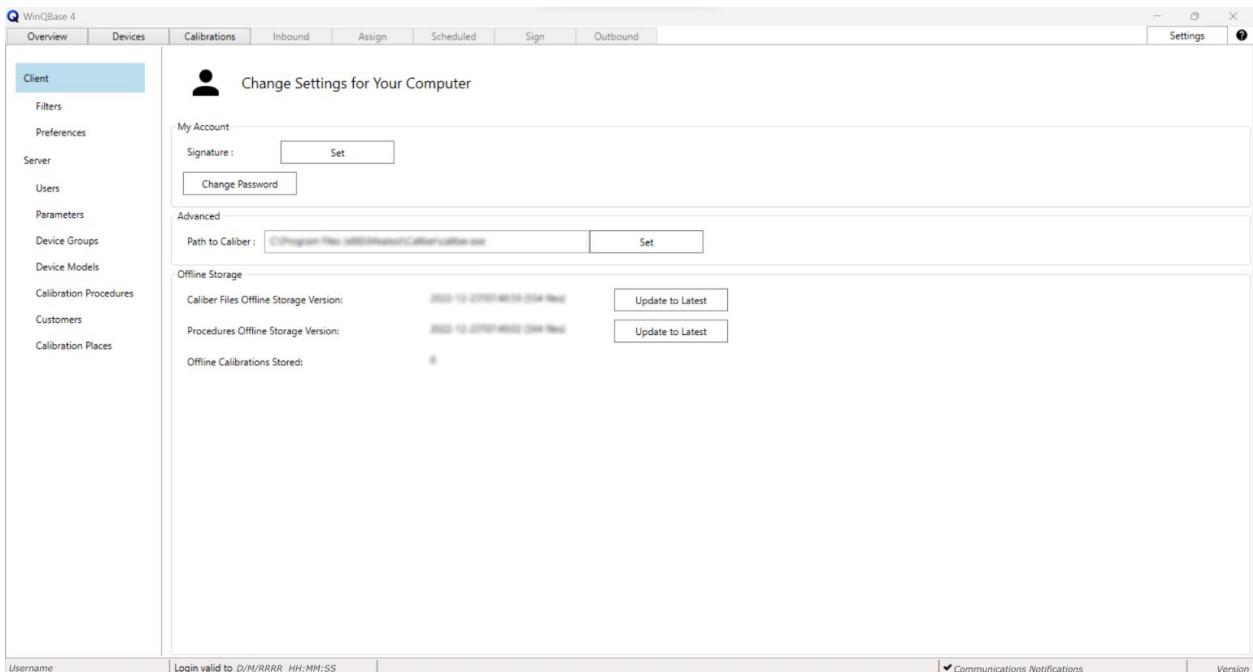 WinQBase 4
Overview Devices Calibrations Inbound Assign Scheduled Sign Outbound Settings ?
Client
Filters
Preferences
Server
Users
Parameters
Device Groups
Device Models
Calibration Procedures
Customers
Calibration Places
Change Settings for Your Computer
My Account
Signature : Set
Change Password
Advanced
Path to Caliber : Set
Offline Storage
Caliber Files Offline Storage Version: Update to Latest
Procedures Offline Storage Version: Update to Latest
Offline Calibrations Stored:
Username Login valid to D/M/RRRR HH:MM:SS Communications Notifications Version